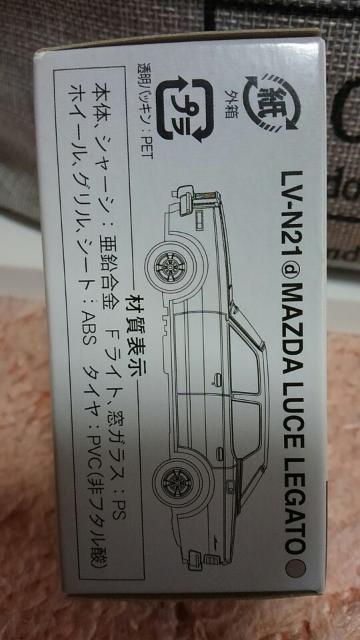 LV-N21ⓓ MAZDA LUCE LEGATO
紙
外箱
プラ
透明パッキン：PET
材質表示
本体、シャーシ：亜鉛合金 Fライト、窓ガラス：PS
ホイール、グリル、シート：ABS タイヤ：PVC(非フタル酸)